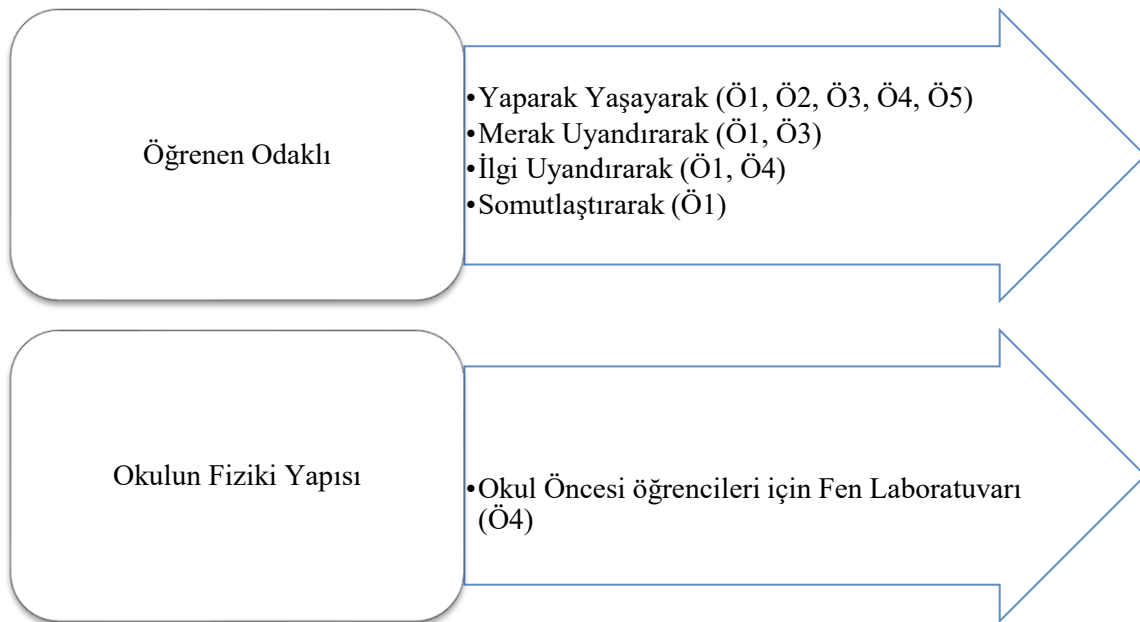 Öğrenen Odaklı
•Yaparak Yaşayarak (Ö1, Ö2, Ö3, Ö4, Ö5)
•Merak Uyandırarak (Ö1, Ö3)
•İlgi Uyandırarak (Ö1, Ö4)
•Somutlaştırarak (Ö1)
Okulun Fiziki Yapısı
•Okul Öncesi öğrencileri için Fen Laboratuvarı
(Ö4)